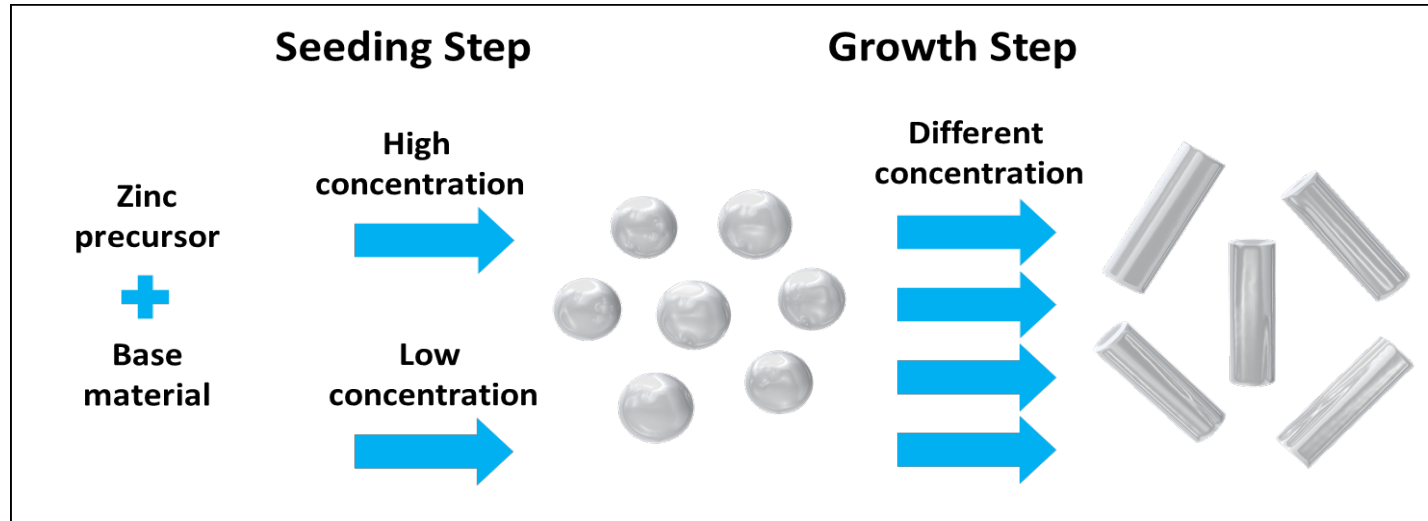 Seeding Step
Growth Step
High
concentration
Different
concentration
Zinc
precursor
Base
material
Low
concentration